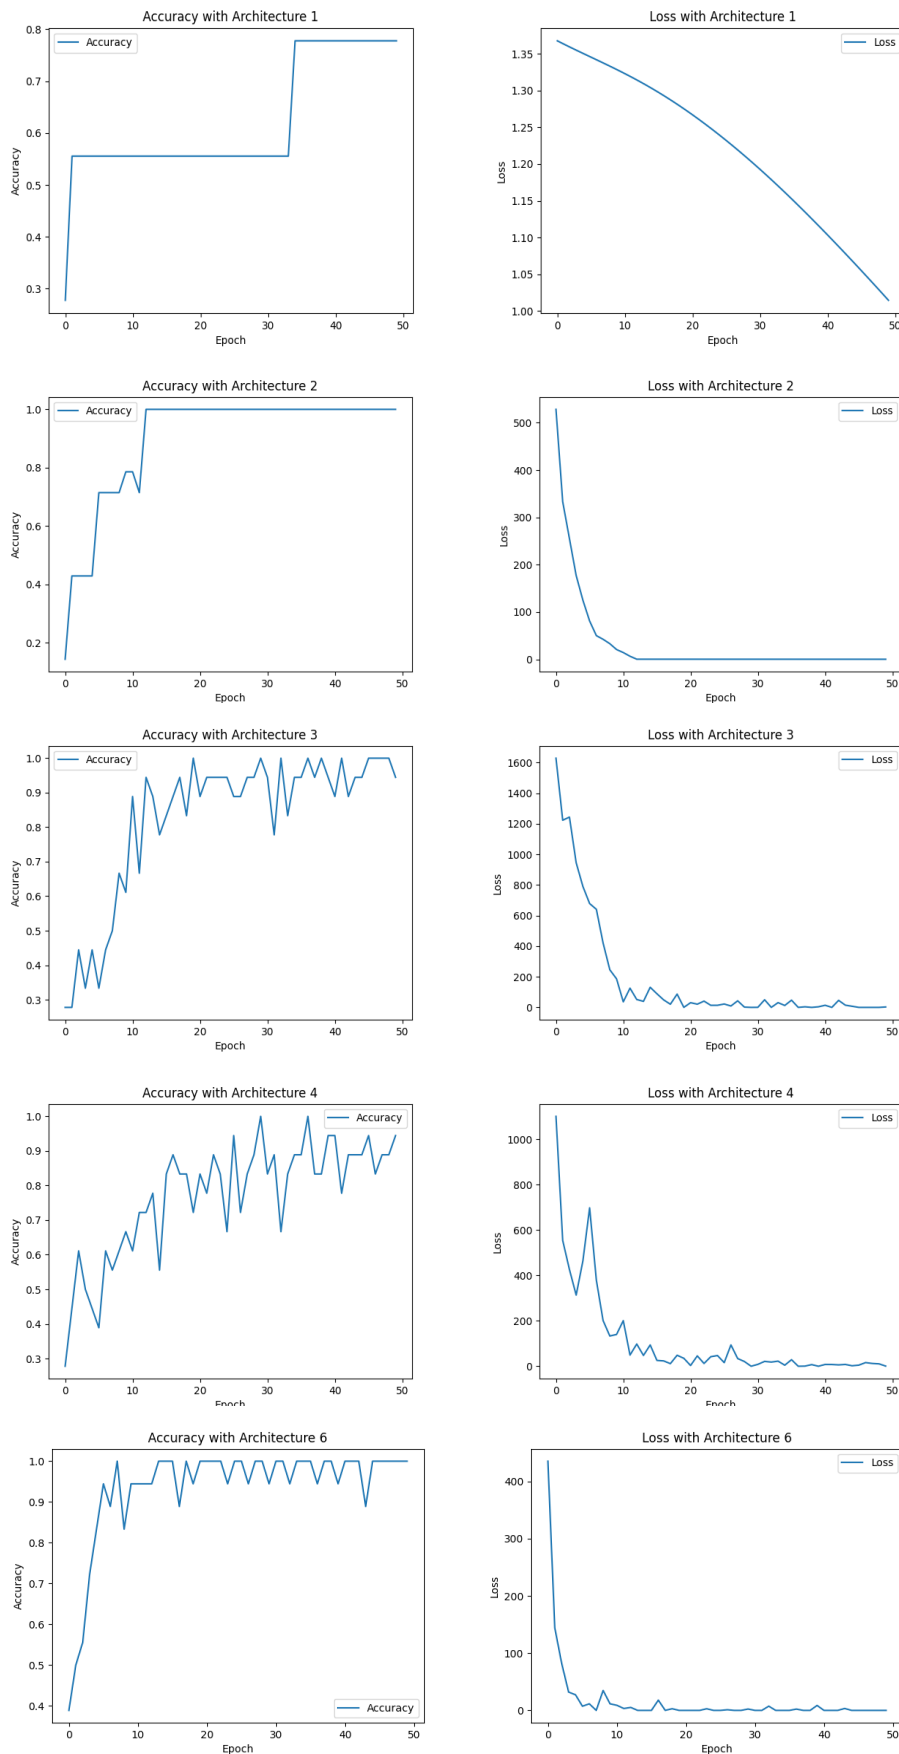 Accuracy with Architecture 1
Accuracy
0.8
0.7
0.6
0.5
0.4
0.3
Accuracy
0 10 20 30 40 50
Epoch
Loss with Architecture 1
Loss
1.35
1.30
1.25
1.20
1.15
1.10
1.05
1.00
Loss
0 10 20 30 40 50
Epoch
Accuracy with Architecture 2
Accuracy
1.0
0.8
0.6
0.4
0.2
Accuracy
0 10 20 30 40 50
Epoch
Loss with Architecture 2
Loss
500
400
300
200
100
0
Loss
0 10 20 30 40 50
Epoch
Accuracy with Architecture 3
Accuracy
1.0
0.9
0.8
0.7
0.6
0.5
0.4
0.3
Accuracy
0 10 20 30 40 50
Epoch
Loss with Architecture 3
Loss
1600
1400
1200
1000
800
600
400
200
0
Loss
0 10 20 30 40 50
Epoch
Accuracy with Architecture 4
Accuracy
1.0
0.9
0.8
0.7
0.6
0.5
0.4
0.3
Accuracy
0 10 20 30 40 50
Epoch
Loss with Architecture 4
Loss
1000
800
600
400
200
0
Loss
0 10 20 30 40 50
Epoch
Accuracy with Architecture 6
Accuracy
1.0
0.9
0.8
0.7
0.6
0.5
0.4
Accuracy
0 10 20 30 40 50
Epoch
Loss with Architecture 6
Loss
400
300
200
100
0
Loss
0 10 20 30 40 50
Epoch